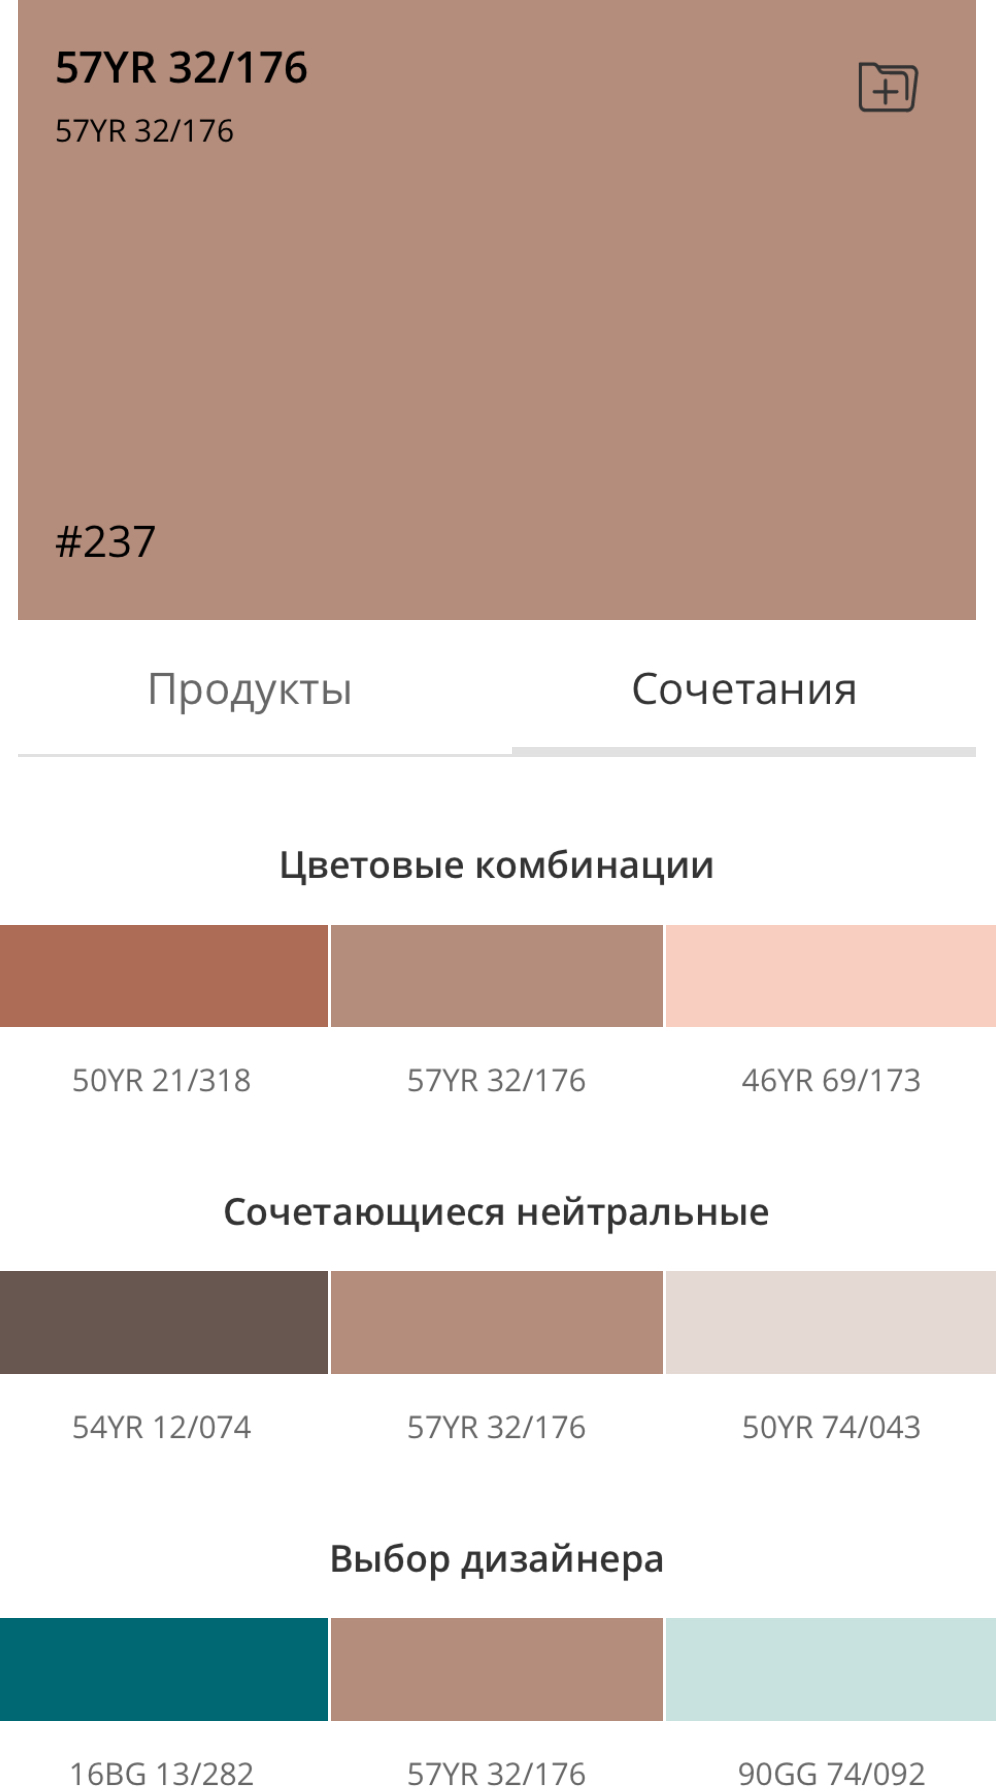 57YR 32/176
57YR 32/176
#237
Продукты Сочетания
Цветовые комбинации
50YR 21/318 57YR 32/176 46YR 69/173
Сочетающиеся нейтральные
54YR 12/074 57YR 32/176 50YR 74/043
Выбор дизайнера
16BG 13/282 57YR 32/176 90GG 74/092